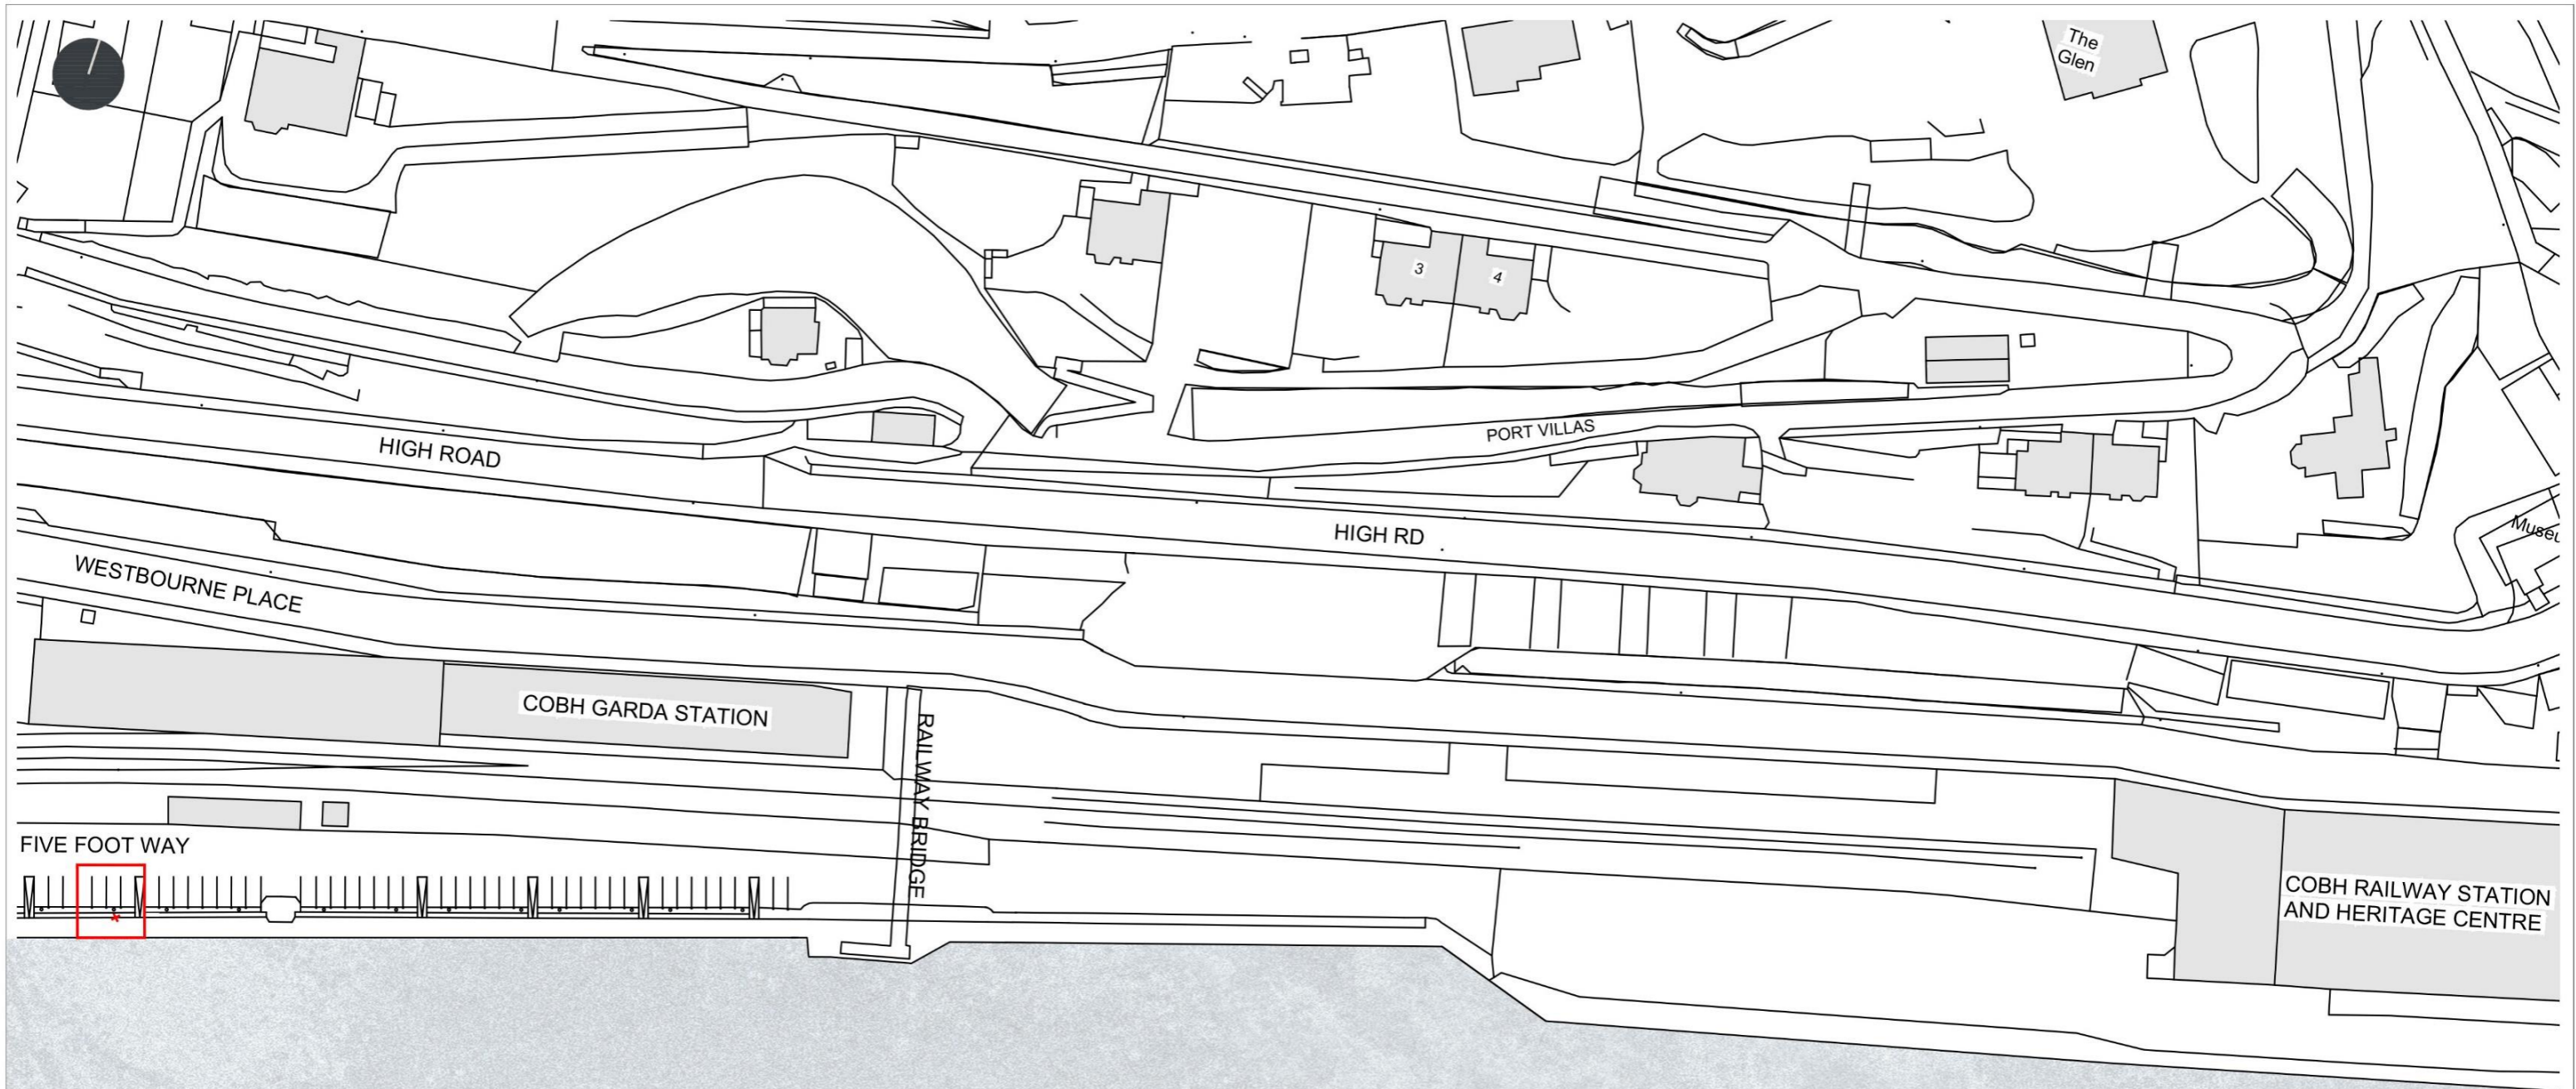 The
Glen
3
4
PORT VILLAS
HIGH ROAD
HIGH RD
Museu
WESTBOURNE PLACE
COBH GARDA STATION
RAILWAY BRIDGE
FIVE FOOT WAY
COBH RAILWAY STATION
AND HERITAGE CENTRE
*